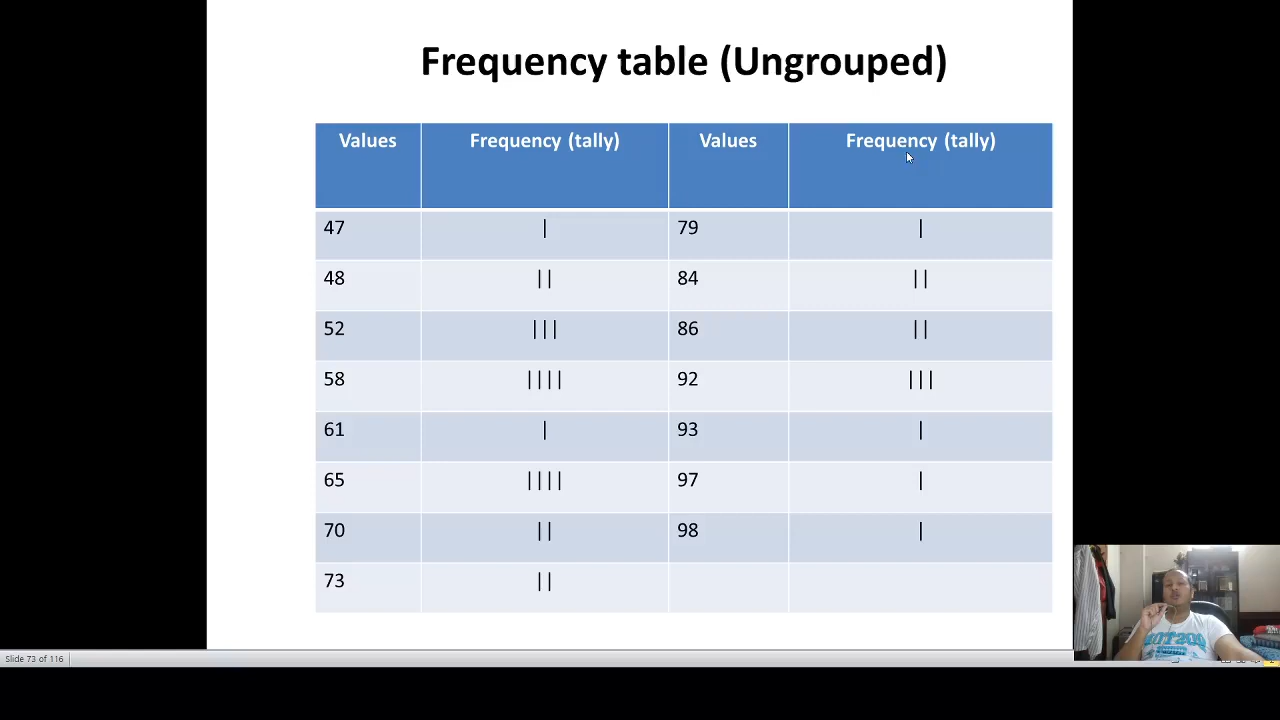 Frequency table (Ungrouped)
Values Frequency (tally) Values Frequency (tally)
47 | 79 |
48 || 84 ||
52 ||| 86 ||
58 |||| 92 |||
61 | 93 |
65 |||| 97 |
70 || 98 |
73 ||
Slide 73 of 116